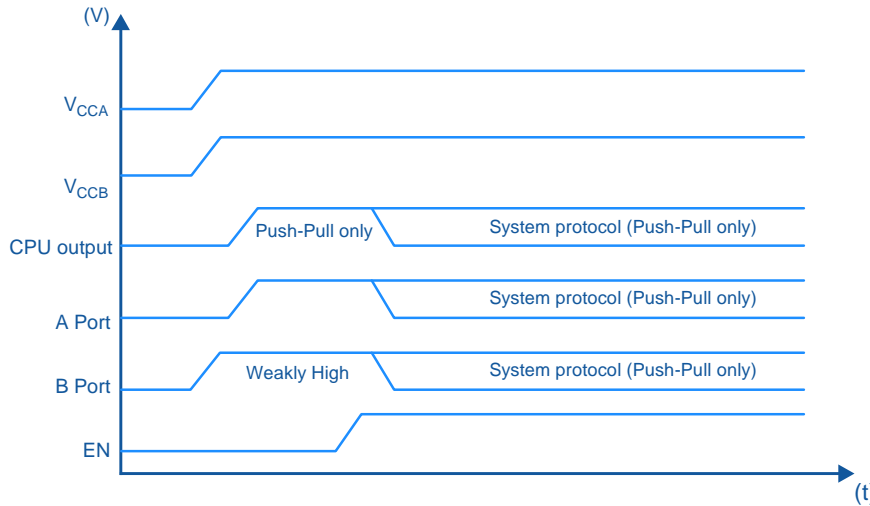 (V)
VCCA
VCCB
CPU output
Push-Pull only
System protocol (Push-Pull only)
A Port
System protocol (Push-Pull only)
B Port
Weakly High
System protocol (Push-Pull only)
EN
(t)